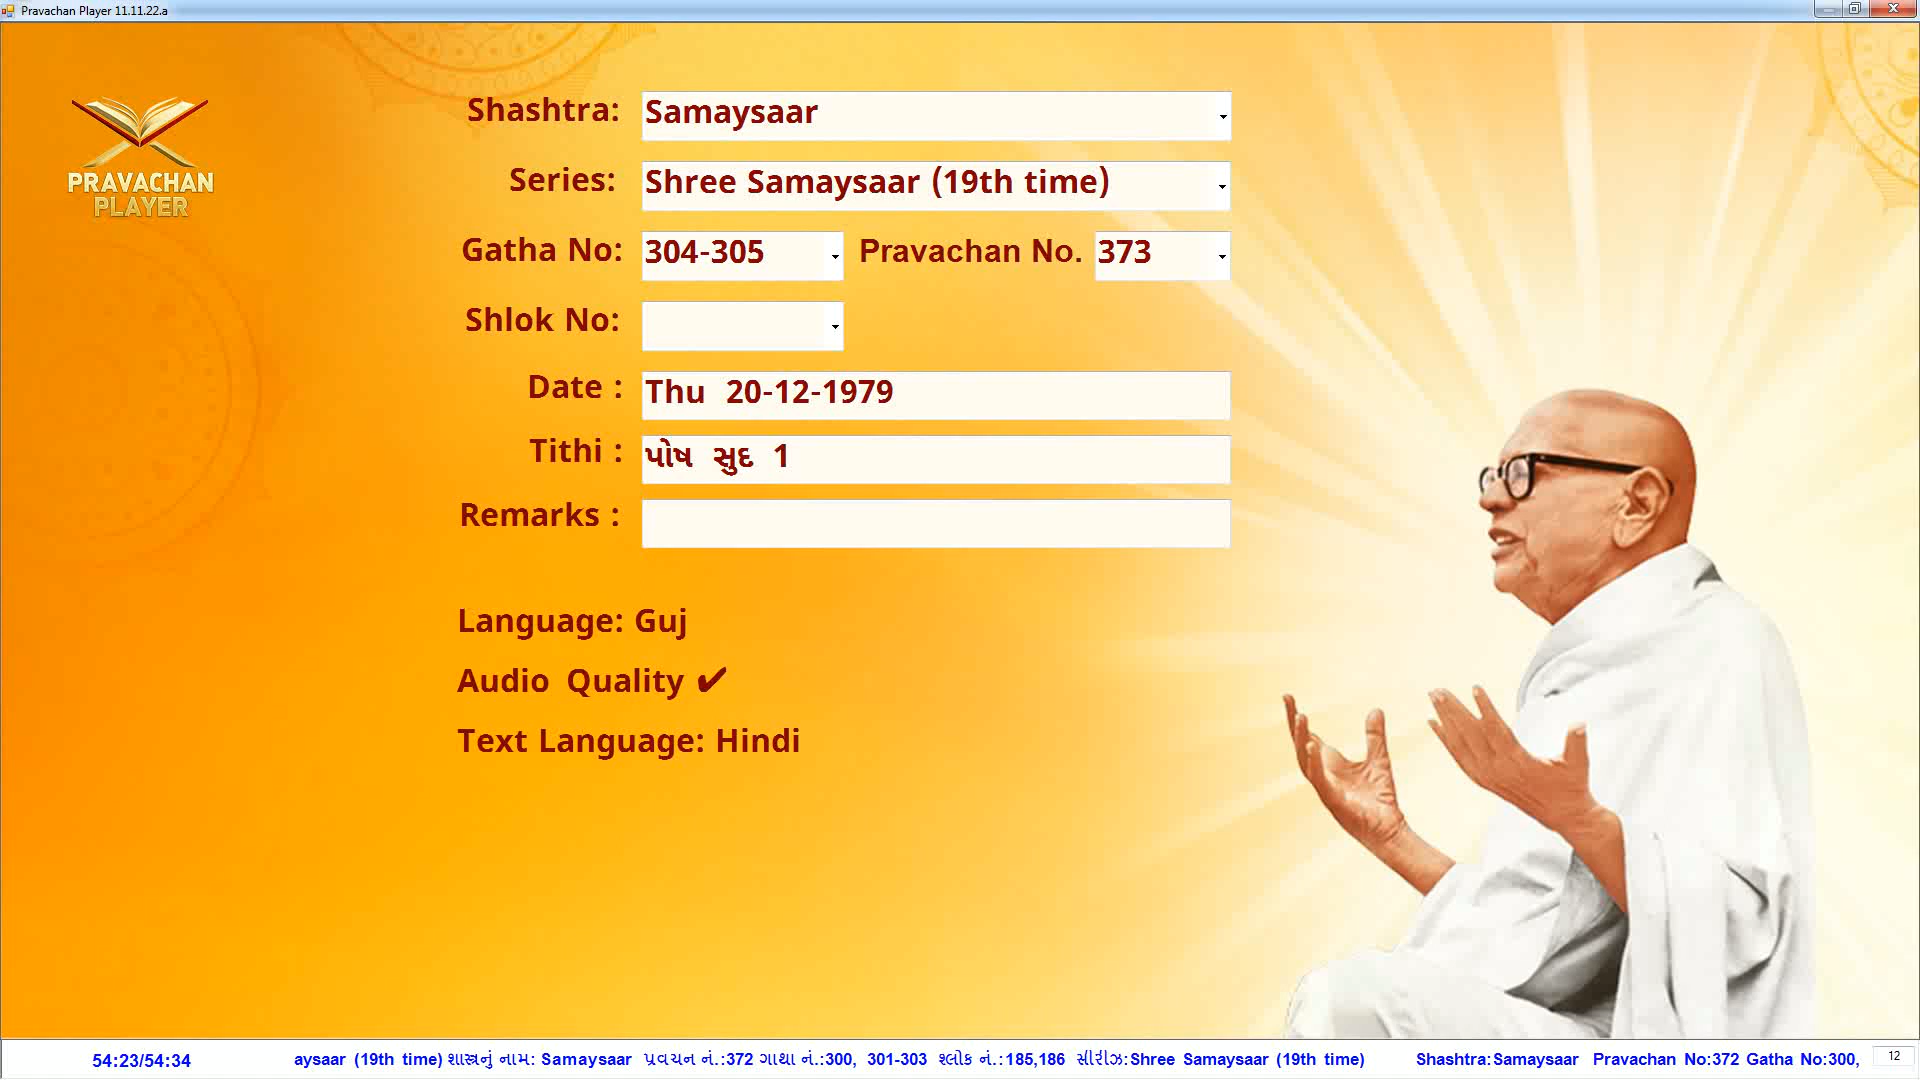 Pravachan Player 11.11.22.a
PRAVACHAN
PLAYER
Shashtra: Samaysaar
Series: Shree Samaysaar (19th time)
Gatha No: 304-305 Pravachan No. 373
Shlok No:
Date : Thu 20-12-1979
Tithi : પોષ સુદ 1
Remarks :
Language: Guj
Audio Quality ✔
Text Language: Hindi
54:23/54:34 aysaar (19th time) શાસ્ત્રનું નામ: Samaysaar પ્રવચન નં.:372 ગાથા નં.:300, 301-303 શ્લોક નં.:185,186 સીરીઝ:Shree Samaysaar (19th time) Shashtra:Samaysaar Pravachan No:372 Gatha No:300, 12